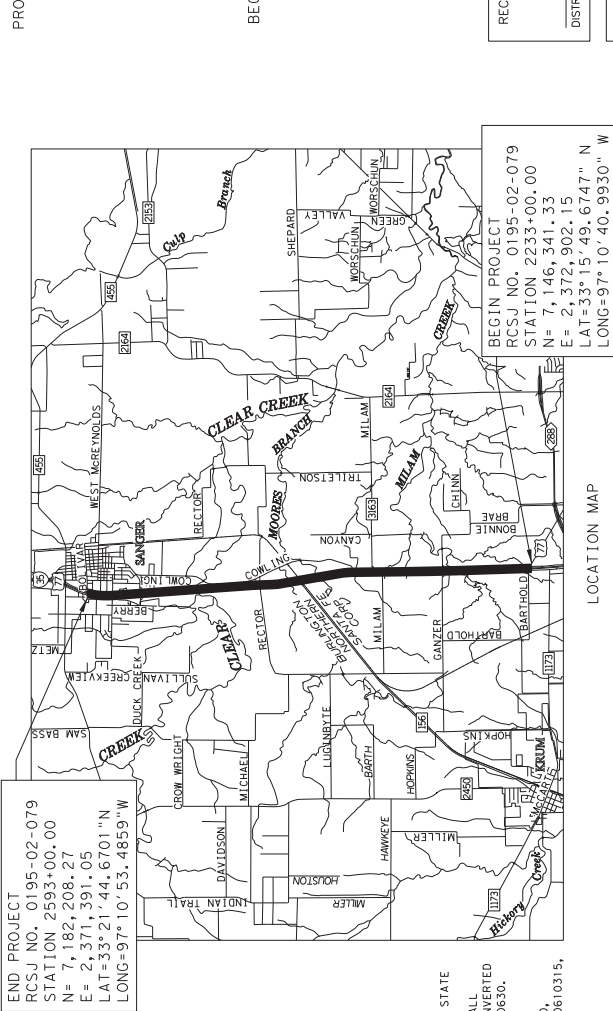 END PROJECT
RCSJ NO. 0195-02-079
STATION 2593+00.00
N= 7,182,208.27
E= 2,371,391.05
LAT=33°21'44.6701"N
LONG=97°10'53.4859"W
BEGIN PROJECT
RCSJ NO. 0195-02-079
STATION 2233+00.00
N= 7,146,341.33
E= 2,372,902.15
LAT=33°15'49.6747" N
LONG=97°10'40.9930" W
LOCATION MAP
PRO
BEG
REC
DISTR
STATE
ALL
NVERTED
0630.
0,
0610315,
455
455
2153
2164
2164
35
77
77
3163
156
2450
1173
1173
288
Culp
Branch
WEST McREYNOLDS
BOLIVAR
SANGER
COWLING
BERRY
METZ
SAM BASS
CREEKVIEW
DUCK CREEK
SULLIVAN
CREEK
CLEAR
CLEAR CREEK
RECTOR
RECTOR
MOORES
BRANCH
COWLING
CROW WRIGHT
MICHAEL
DAVIDSON
INDIAN TRAIL
HOUSTON
MILLER
MILLER
HAWKEYE
LUGINBYTE
BARTH
HOPKINS
HOPKINS
BURLINGTON
NORTHERN
SANTA FE
CORP
TRILETSON
CANYON
MILAM
MILAM
MILAM
CREEK
CHINN
BONNIE
BRAE
GANZER
BARTHOLD
BARTHOLD
KRUM
McCARTE
Hickory
Creek
SHEPARD
GREEN
VALLEY
WORSCHUN
WORSCHUN